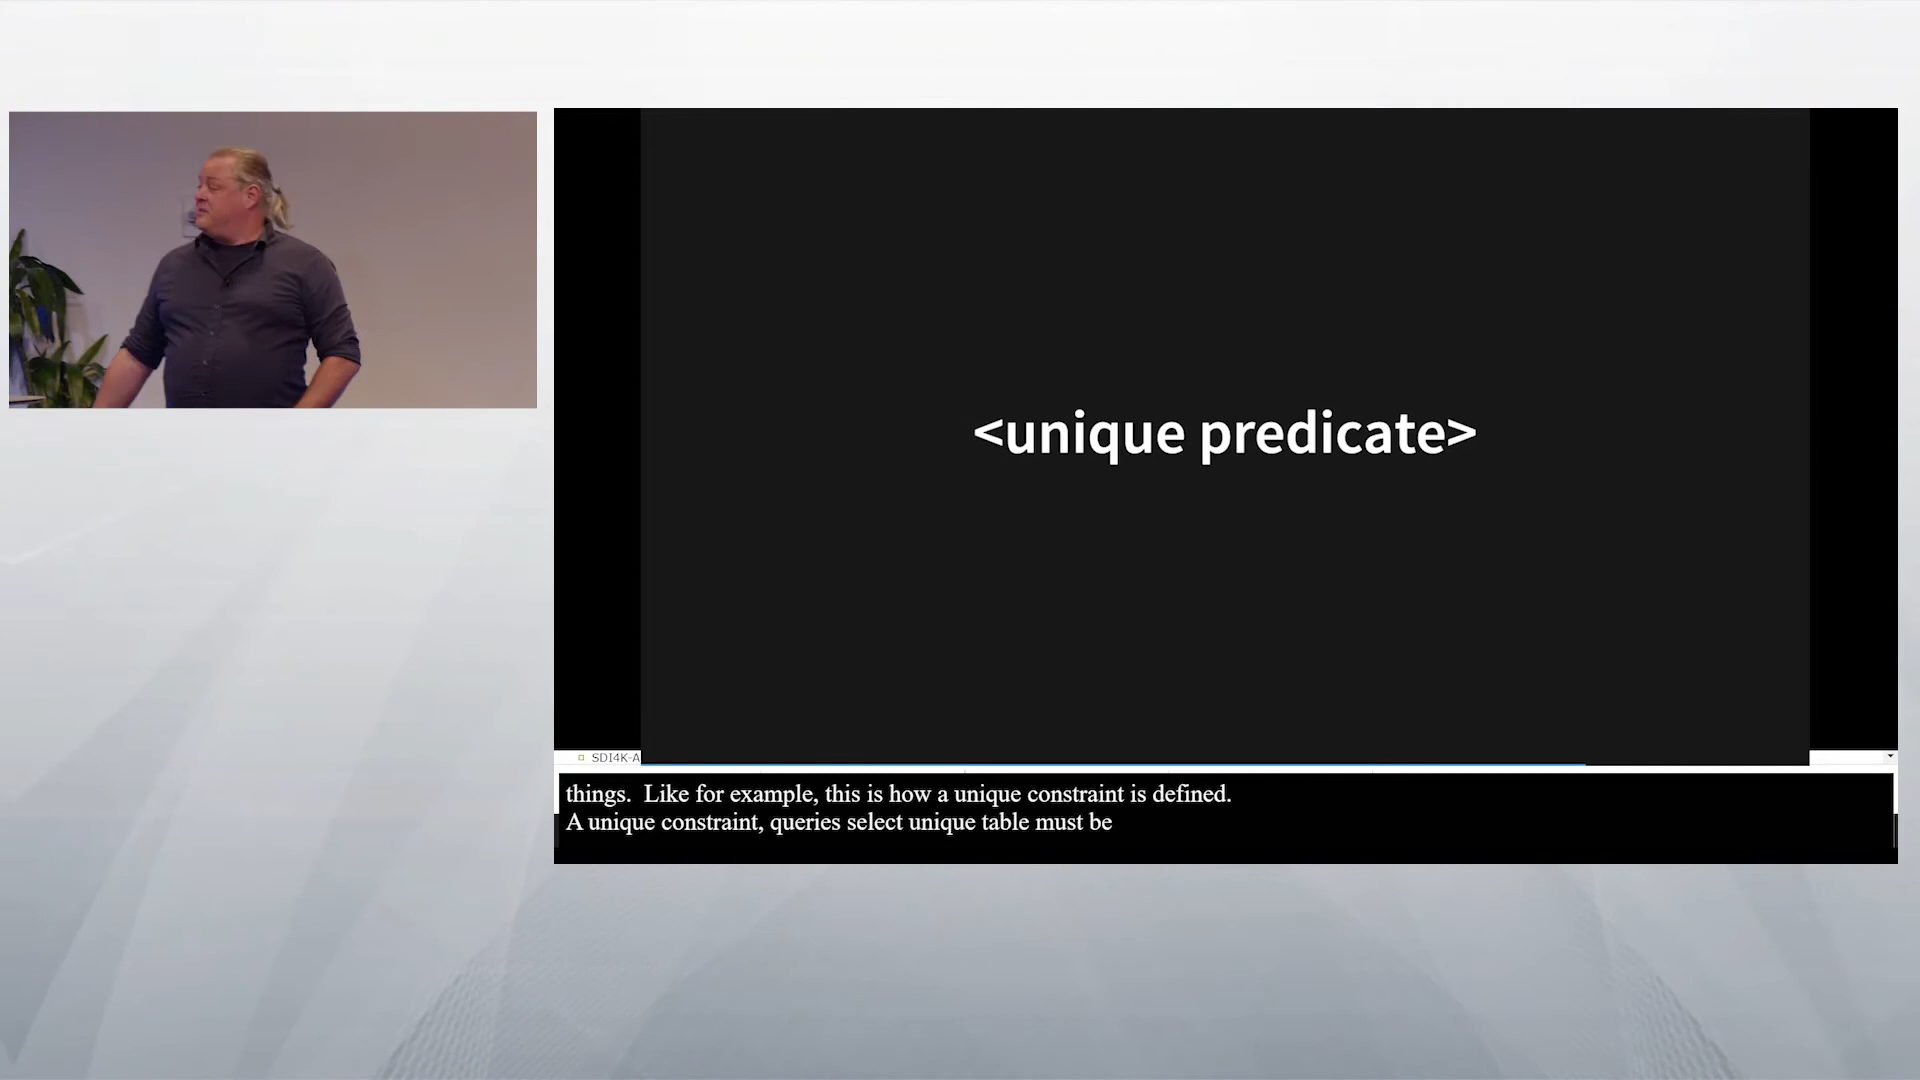 <unique predicate>
SDI4K-A
things.  Like for example, this is how a unique constraint is defined.
A unique constraint, queries select unique table must be